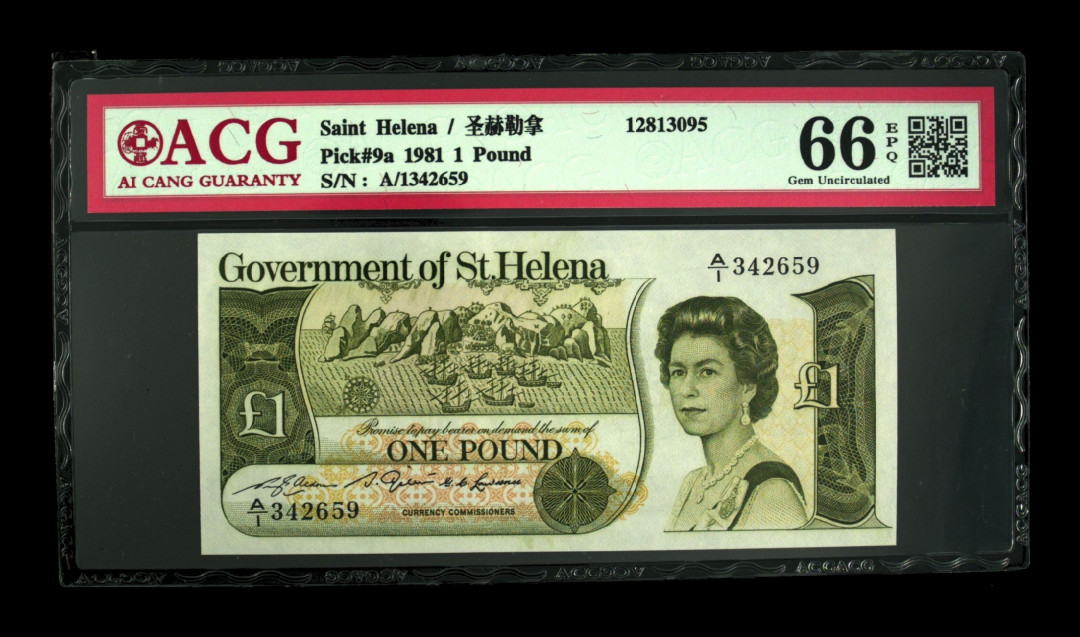 ACG
AI CANG GUARANTY
Saint Helena / 圣赫勒拿
Pick#9a 1981 1 Pound
S/N: A/1342659
12813095
66 EPQ
Gem Uncirculated
Government of St.Helena
A/1 342659
£1
£1
Promise to pay bearer on demand the sum of
ONE POUND
A/1 342659
CURRENCY COMMISSIONERS